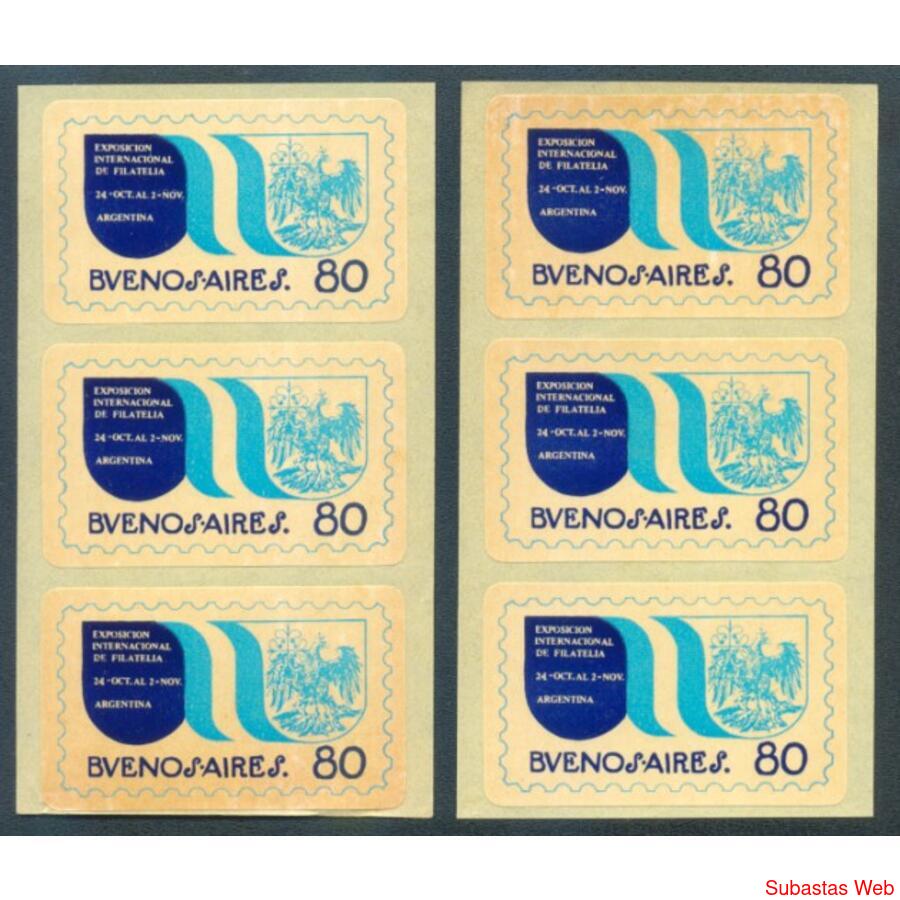 EXPOSICION
INTERNACIONAL
DE FILATELIA
24-OCT. AL 2-NOV.
ARGENTINA
BVENOS·AIRES. 80
EXPOSICION
INTERNACIONAL
DE FILATELIA
24-OCT. AL 2-NOV.
ARGENTINA
BVENOS·AIRES. 80
EXPOSICION
INTERNACIONAL
DE FILATELIA
24-OCT. AL 2-NOV.
ARGENTINA
BVENOS·AIRES. 80
EXPOSICION
INTERNACIONAL
DE FILATELIA
24-OCT. AL 2-NOV.
ARGENTINA
BVENOS·AIRES. 80
EXPOSICION
INTERNACIONAL
DE FILATELIA
24-OCT. AL 2-NOV.
ARGENTINA
BVENOS·AIRES. 80
EXPOSICION
INTERNACIONAL
DE FILATELIA
24-OCT. AL 2-NOV.
ARGENTINA
BVENOS·AIRES. 80
Subastas Web